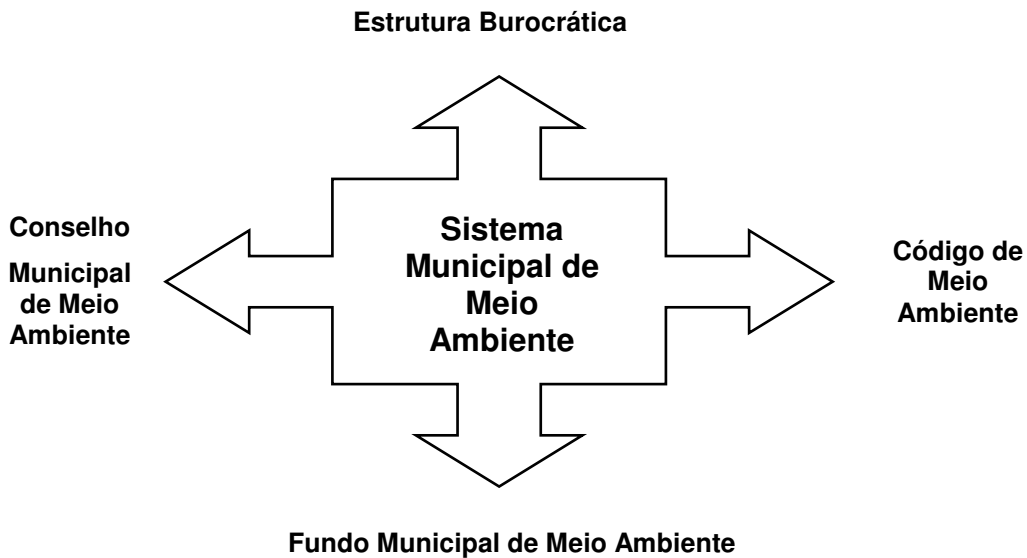 Estrutura Burocrática
Conselho
Municipal
de Meio
Ambiente
Sistema
Municipal de
Meio
Ambiente
Código de
Meio
Ambiente
Fundo Municipal de Meio Ambiente